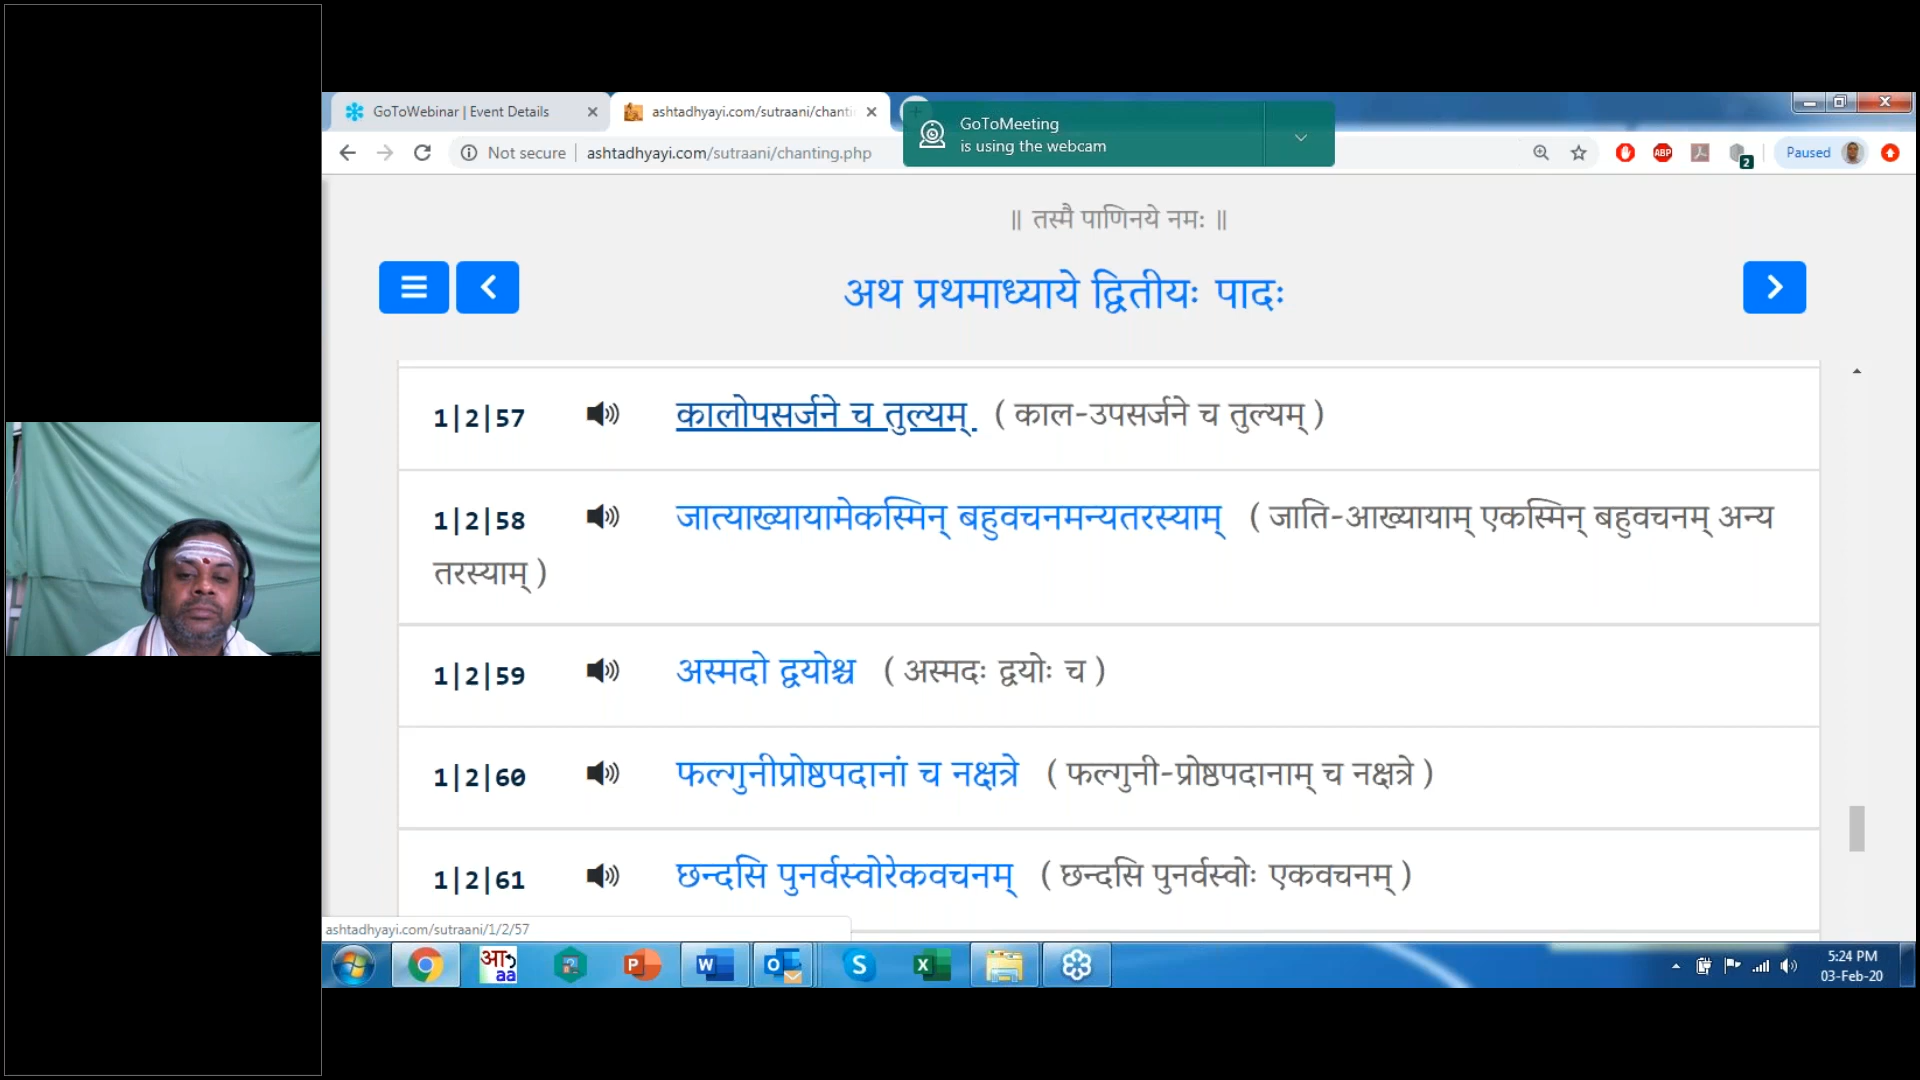 GoToWebinar | Event Details
ashtadhyayi.com/sutraani/chanti
GoToMeeting
is using the webcam
Not secure
ashtadhyayi.com/sutraani/chanting.php
ABP
2
Paused
॥ तस्मै पाणिनये नमः ॥
अथ प्रथमाध्याये द्वितीयः पादः
1|2|57 कालोपसर्जने च तुल्यम् ( काल-उपसर्जने च तुल्यम् )
1|2|58 जात्याख्यायामेकस्मिन् बहुवचनमन्यतरस्याम् ( जाति-आख्यायाम् एकस्मिन् बहुवचनम् अन्य
तरस्याम् )
1|2|59 अस्मदो द्वयोश्च ( अस्मदः द्वयोः च )
1|2|60 फल्गुनीप्रोष्ठपदानां च नक्षत्रे ( फल्गुनी-प्रोष्ठपदानाम् च नक्षत्रे )
1|2|61 छन्दसि पुनर्वस्वोरेकवचनम् ( छन्दसि पुनर्वस्वोः एकवचनम् )
ashtadhyayi.com/sutraani/1/2/57
5:24 PM
03-Feb-20